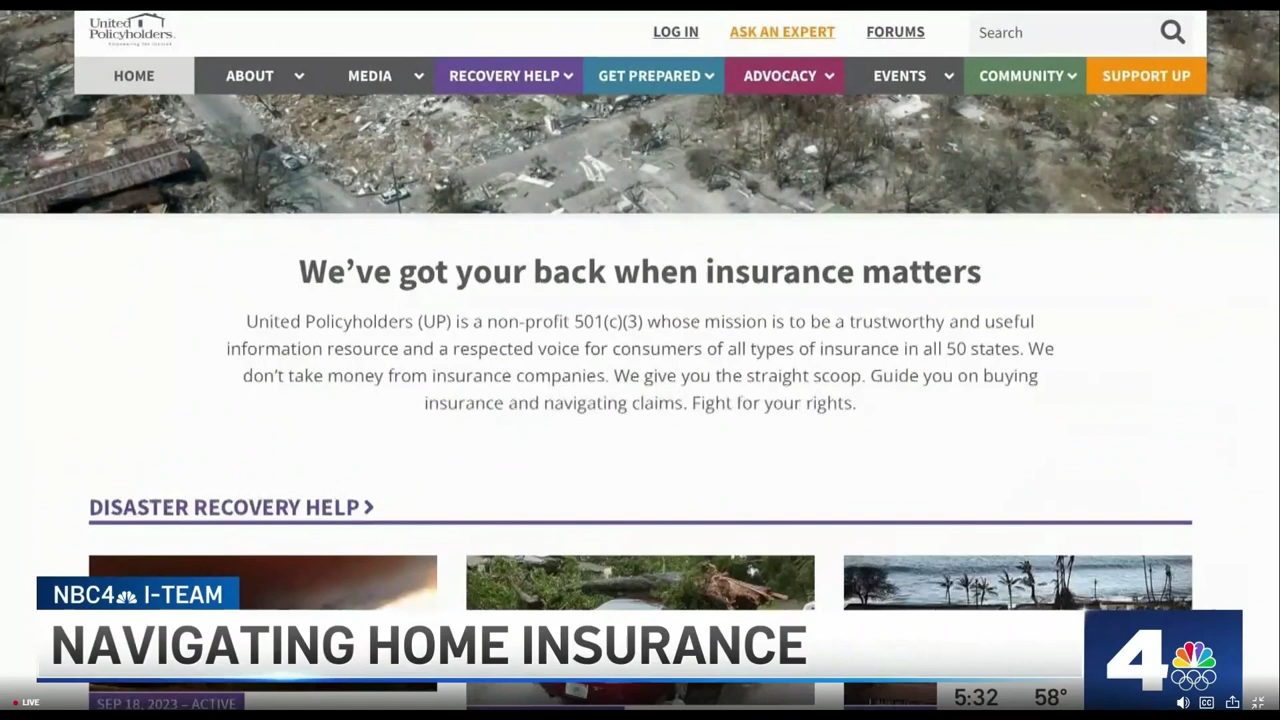 United
Policyholders
Empowering the Insured
LOG IN
ASK AN EXPERT
FORUMS
Search
HOME
ABOUT
MEDIA
RECOVERY HELP
GET PREPARED
ADVOCACY
EVENTS
COMMUNITY
SUPPORT UP
We’ve got your back when insurance matters
United Policyholders (UP) is a non-profit 501(c)(3) whose mission is to be a trustworthy and useful
information resource and a respected voice for consumers of all types of insurance in all 50 states. We
don’t take money from insurance companies. We give you the straight scoop. Guide you on buying
insurance and navigating claims. Fight for your rights.
DISASTER RECOVERY HELP
NBC4 I-TEAM
NAVIGATING HOME INSURANCE
4
SEP 18, 2023 – ACTIVE
5:32
58°
LIVE
CC